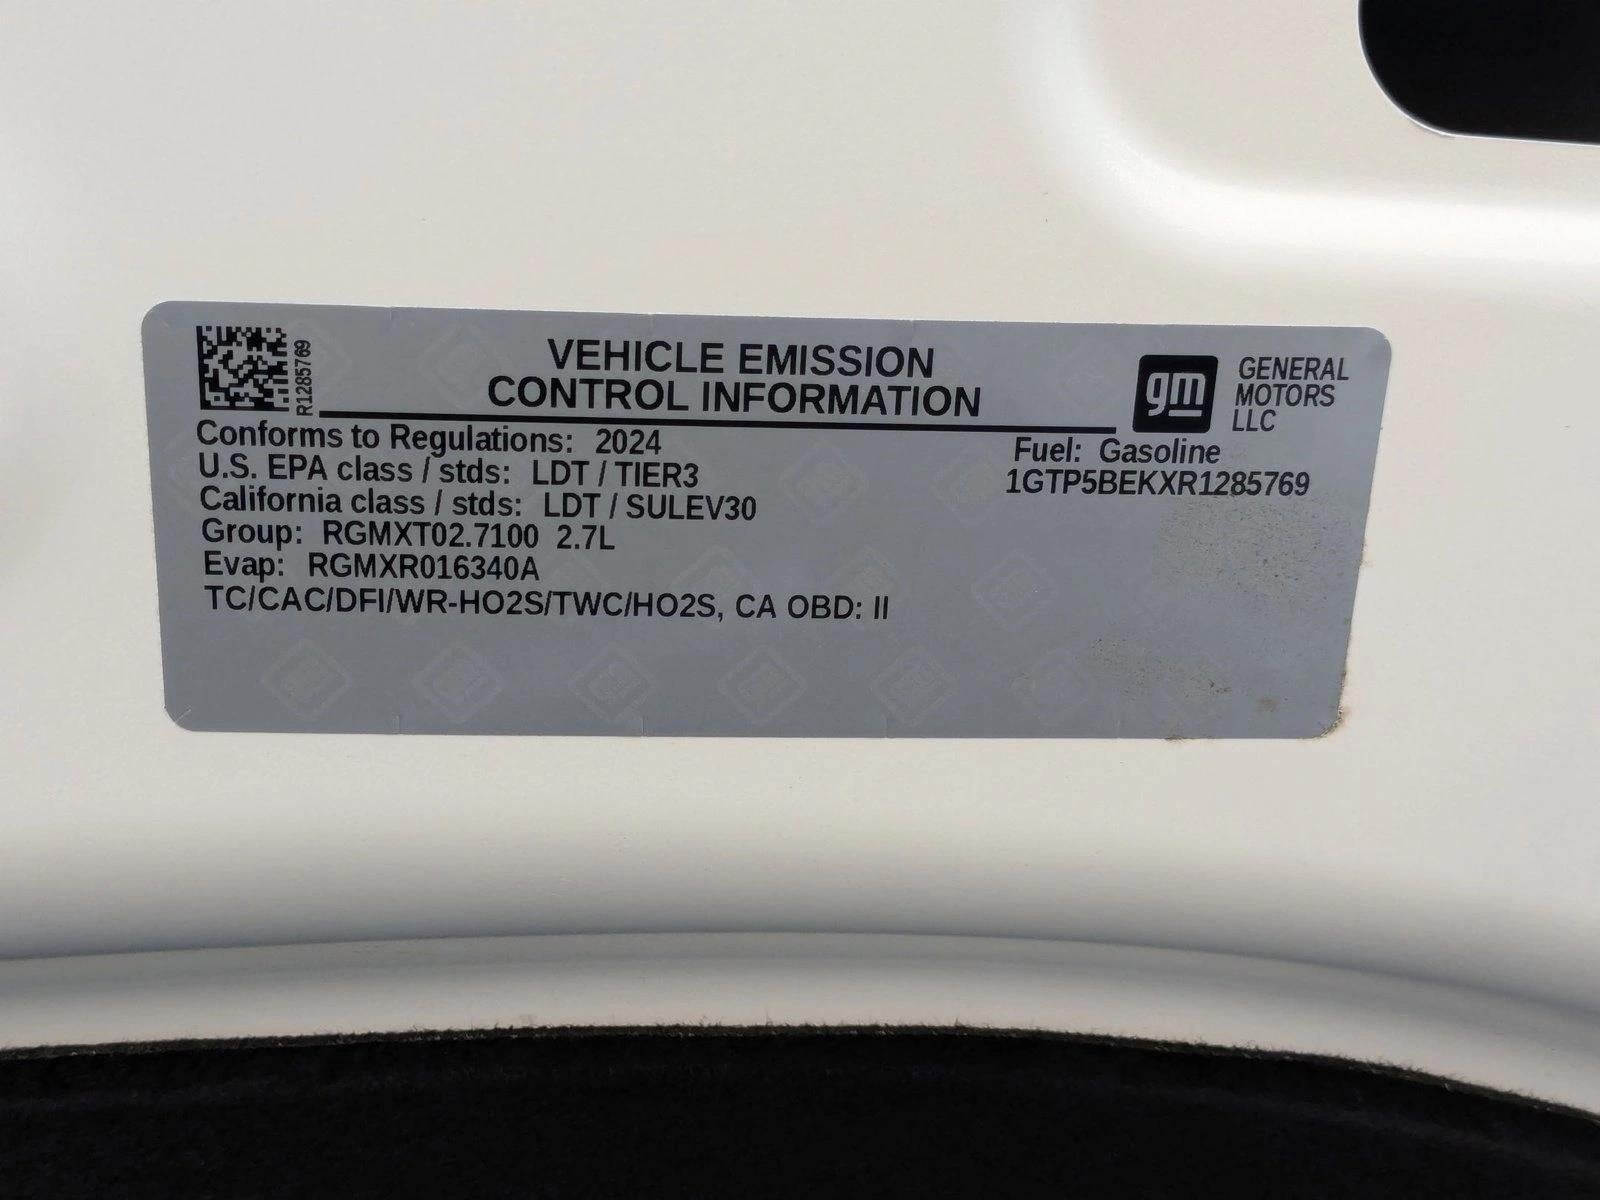 R1285769
VEHICLE EMISSION
CONTROL INFORMATION
gm
GENERAL
MOTORS
LLC
Conforms to Regulations: 2024
Fuel: Gasoline
U.S. EPA class / stds: LDT / TIER3
1GTP5BEKXR1285769
California class / stds: LDT / SULEV30
Group: RGMXT02.7100 2.7L
Evap: RGMXR016340A
TC/CAC/DFI/WR-HO2S/TWC/HO2S, CA OBD: II